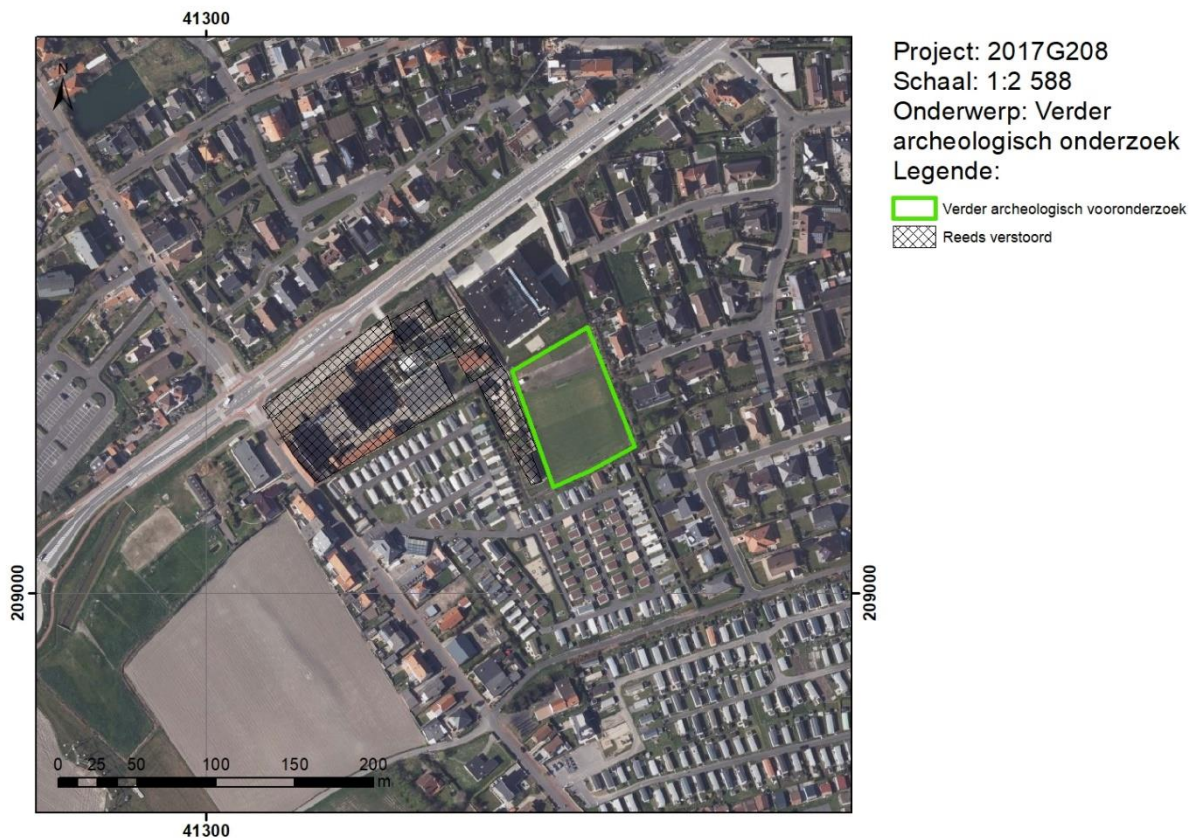 41300
Project: 2017G208
Schaal: 1:2 588
Onderwerp: Verder
archeologisch onderzoek
Legende:
Verder archeologisch vooronderzoek
Reeds verstoord
N
209000
209000
0 25 50 100 150 200
m
41300